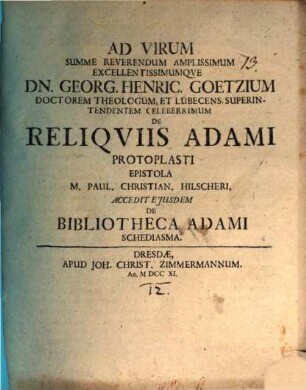 AD VIRUM
SUMME REVERENDUM AMPLISSIMUM
73
EXCELLENTISSIMUMQVE
DN. GEORG. HENRIC. GOETZIUM
DOCTOREM THEOLOGUM, ET LUBECENS. SUPERIN-
TENDENTEM CELEBERRIMUM
DE
RELIQVIIS ADAMI
PROTOPLASTI
EPISTOLA
M. PAUL. CHRISTIAN. HILSCHERI,
ACCEDIT EJUSDEM
DE
BIBLIOTHECA ADAMI
SCHEDIASMA.
DRESDÆ,
APUD JOH. CHRIST. ZIMMERMANNUM.
An. M DCC XI.
12.